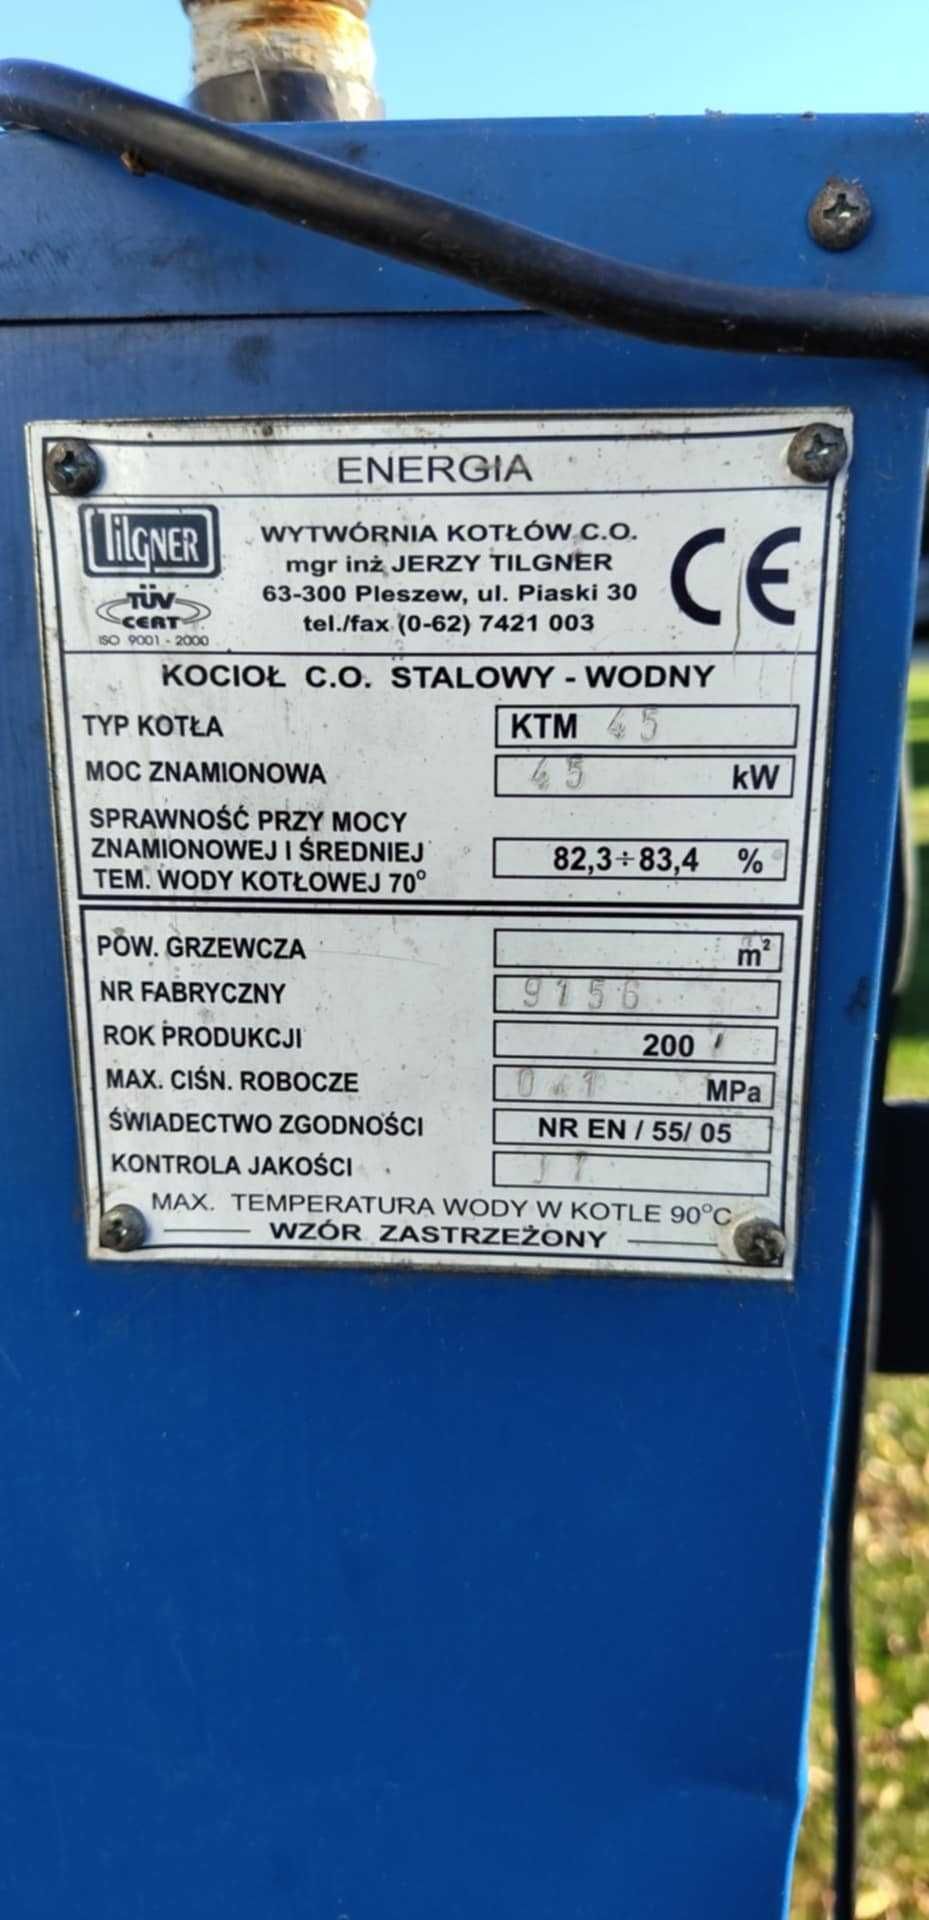 ENERGIA
TILGNER
TÜV
CERT
ISO 9001 - 2000
WYTWÓRNIA KOTŁÓW C.O.
mgr inż JERZY TILGNER
63-300 Pleszew, ul. Piaski 30
tel./fax (0-62) 7421 003
CE
KOCIOŁ C.O. STALOWY - WODNY
TYP KOTŁA KTM 45
MOC ZNAMIONOWA 45 kW
SPRAWNOŚĆ PRZY MOCY
ZNAMIONOWEJ I ŚREDNIEJ
TEM. WODY KOTŁOWEJ 70° 82,3÷83,4 %
POW. GRZEWCZA m²
NR FABRYCZNY 9156
ROK PRODUKCJI 200
MAX. CIŚN. ROBOCZE 0,1 MPa
ŚWIADECTWO ZGODNOŚCI NR EN / 55/ 05
KONTROLA JAKOŚCI
MAX. TEMPERATURA WODY W KOTLE 90°C
WZÓR ZASTRZEŻONY